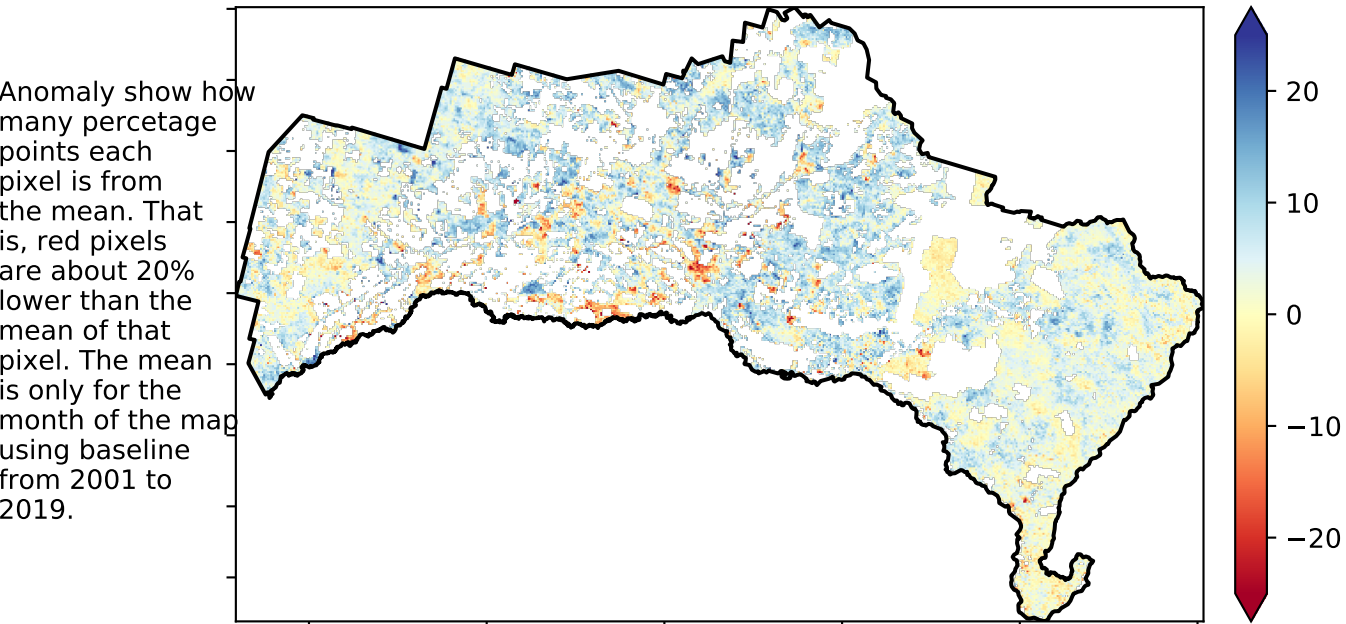 Anomaly show how
many percetage
points each
pixel is from
the mean. That
is, red pixels
are about 20%
lower than the
mean of that
pixel. The mean
is only for the
month of the map
using baseline
from 2001 to
2019.
20
10
0
−10
−20